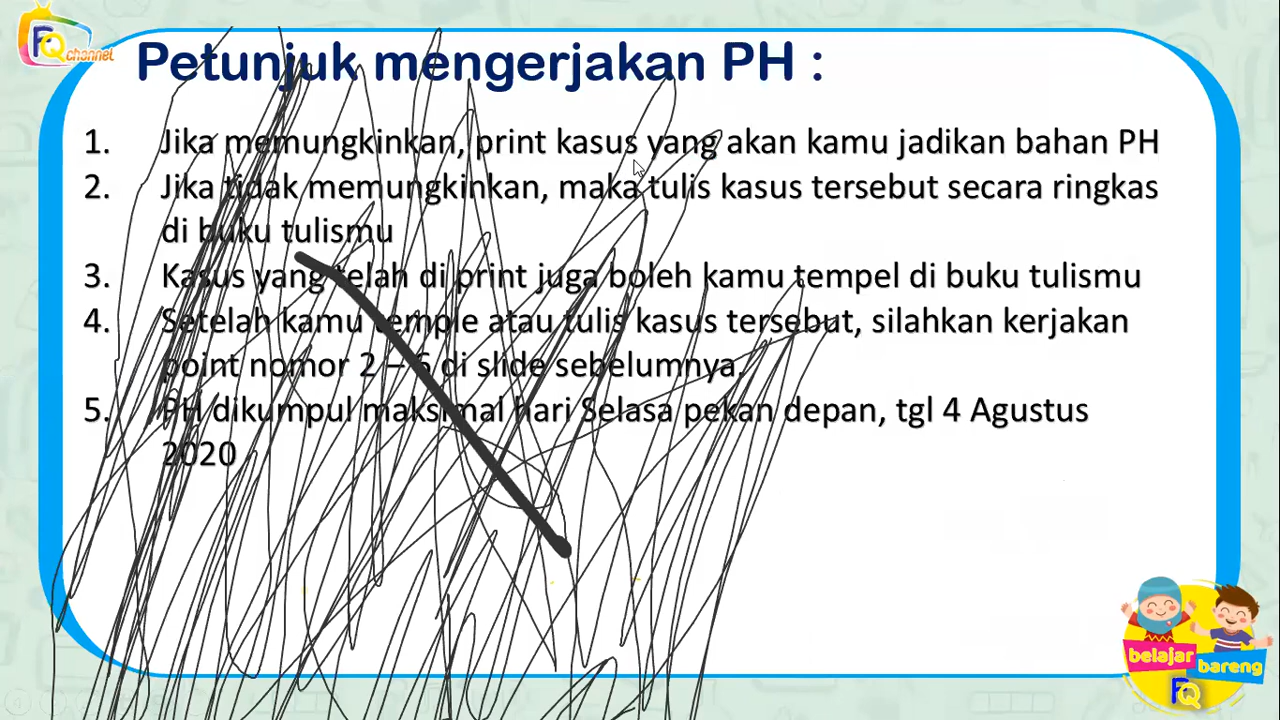 FQ channel
Petunjuk mengerjakan PH :
1. Jika memungkinkan, print kasus yang akan kamu jadikan bahan PH
2. Jika tidak memungkinkan, maka tulis kasus tersebut secara ringkas
di buku tulismu
3. Kasus yang telah di print juga boleh kamu tempel di buku tulismu
4. Setelah kamu temple atau tulis kasus tersebut, silahkan kerjakan
point nomor 2 – 6 di slide sebelumnya.
5. PH dikumpul maksimal hari Selasa pekan depan, tgl 4 Agustus
2020
belajar
bareng
FQ